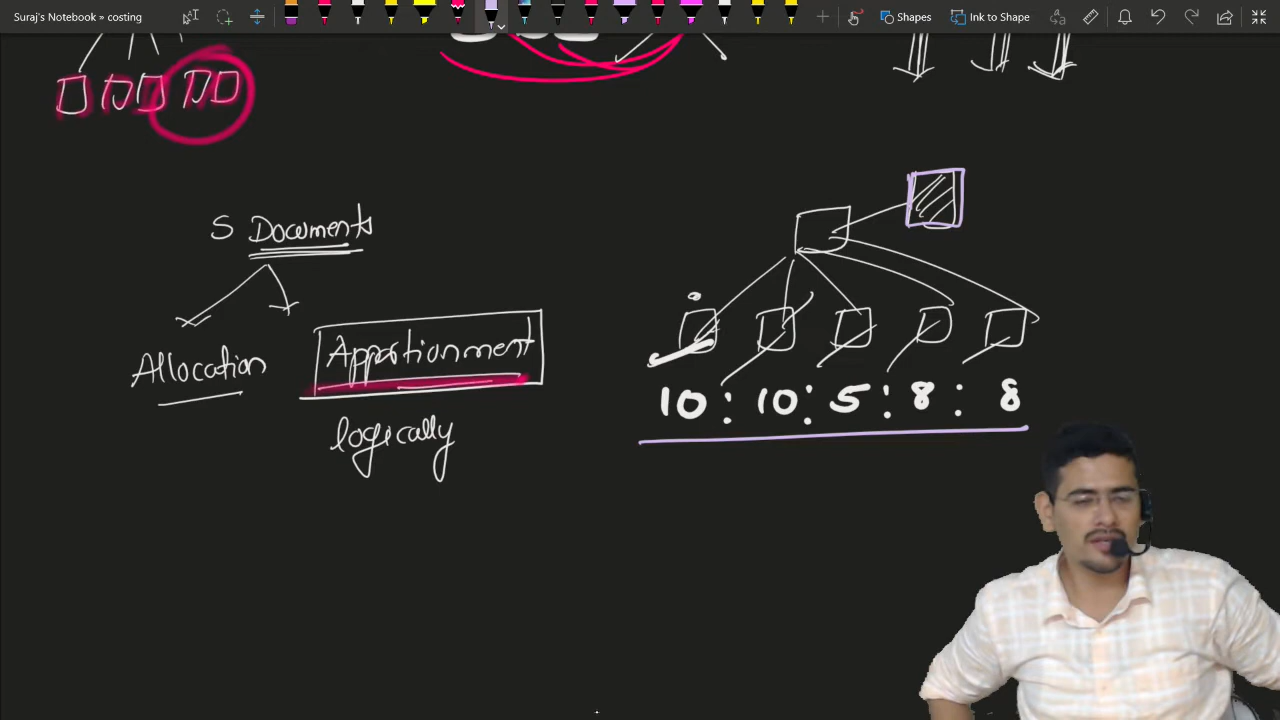 Suraj's Notebook » costing
Shapes
Ink to Shape
S Documents
Allocation
Apportionment
logically
10 : 10 : 5 : 8 : 8